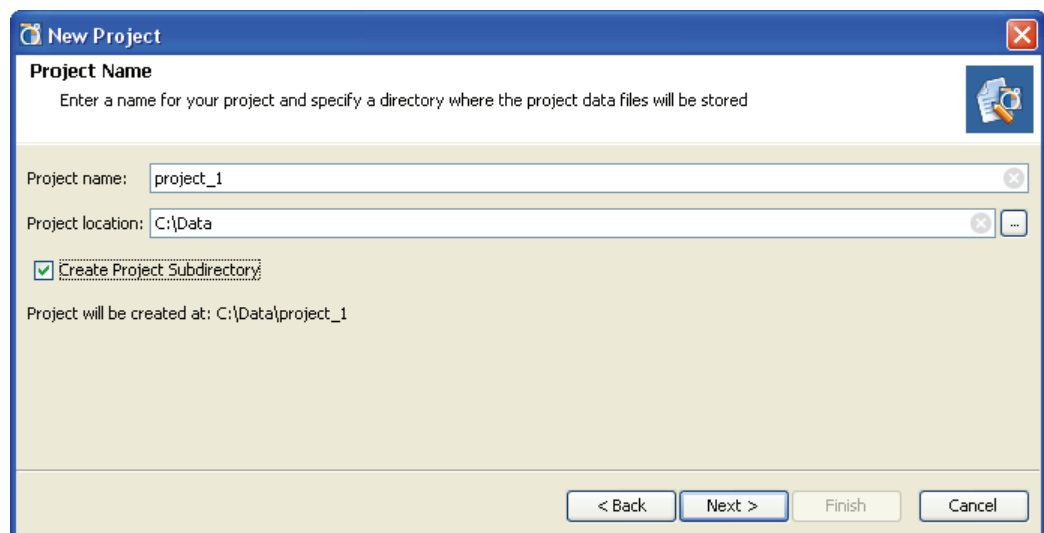 New Project
Project Name
Enter a name for your project and specify a directory where the project data files will be stored
Project name: project_1
Project location: C:\Data ...
Create Project Subdirectory
Project will be created at: C:\Data\project_1
< Back Next > Finish Cancel